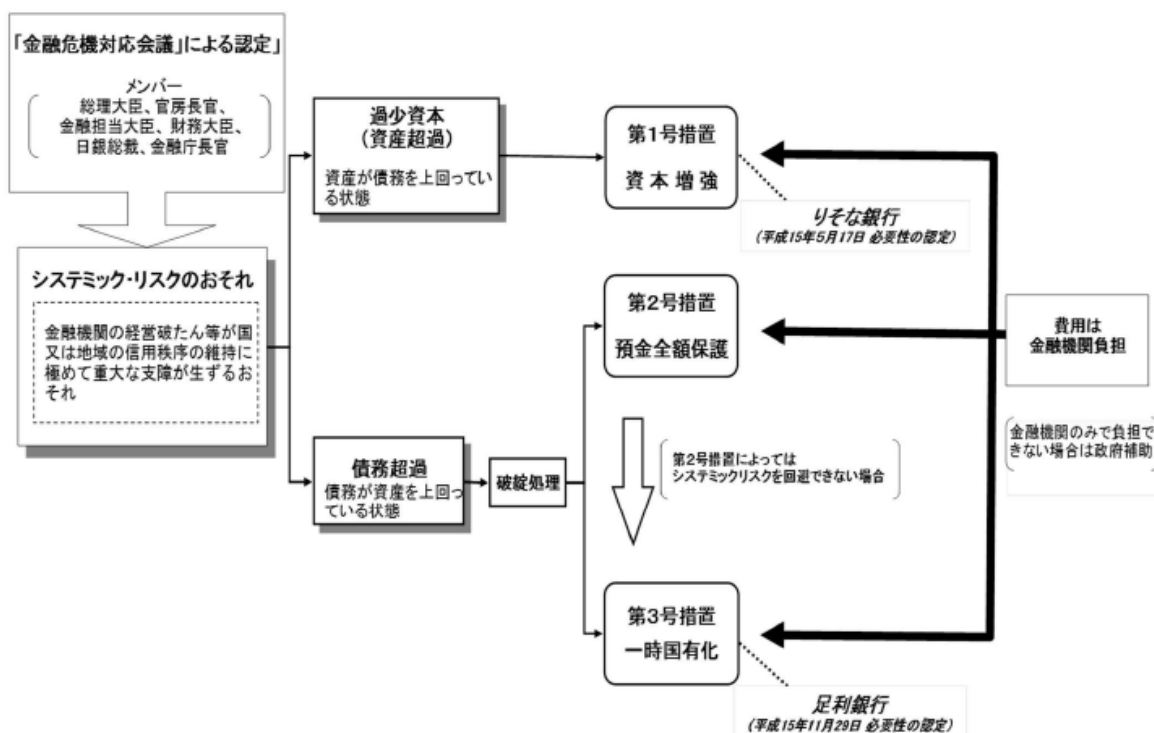 「金融危機対応会議」による認定」
メンバー
総理大臣、官房長官、
金融担当大臣、財務大臣、
日銀総裁、金融庁長官
システミック・リスクのおそれ
金融機関の経営破たん等が国
又は地域の信用秩序の維持に
極めて重大な支障が生ずるお
それ
過少資本
（資産超過）
資産が債務を上回ってい
る状態
債務超過
債務が資産を上回っ
ている状態
破綻処理
第1号措置
資本増強
りそな銀行
（平成15年5月17日 必要性の認定）
第2号措置
預金全額保護
第2号措置によっては
システミックリスクを回避できない場合
第3号措置
一時国有化
足利銀行
（平成15年11月29日 必要性の認定）
費用は
金融機関負担
金融機関のみで負担で
きない場合は政府補助